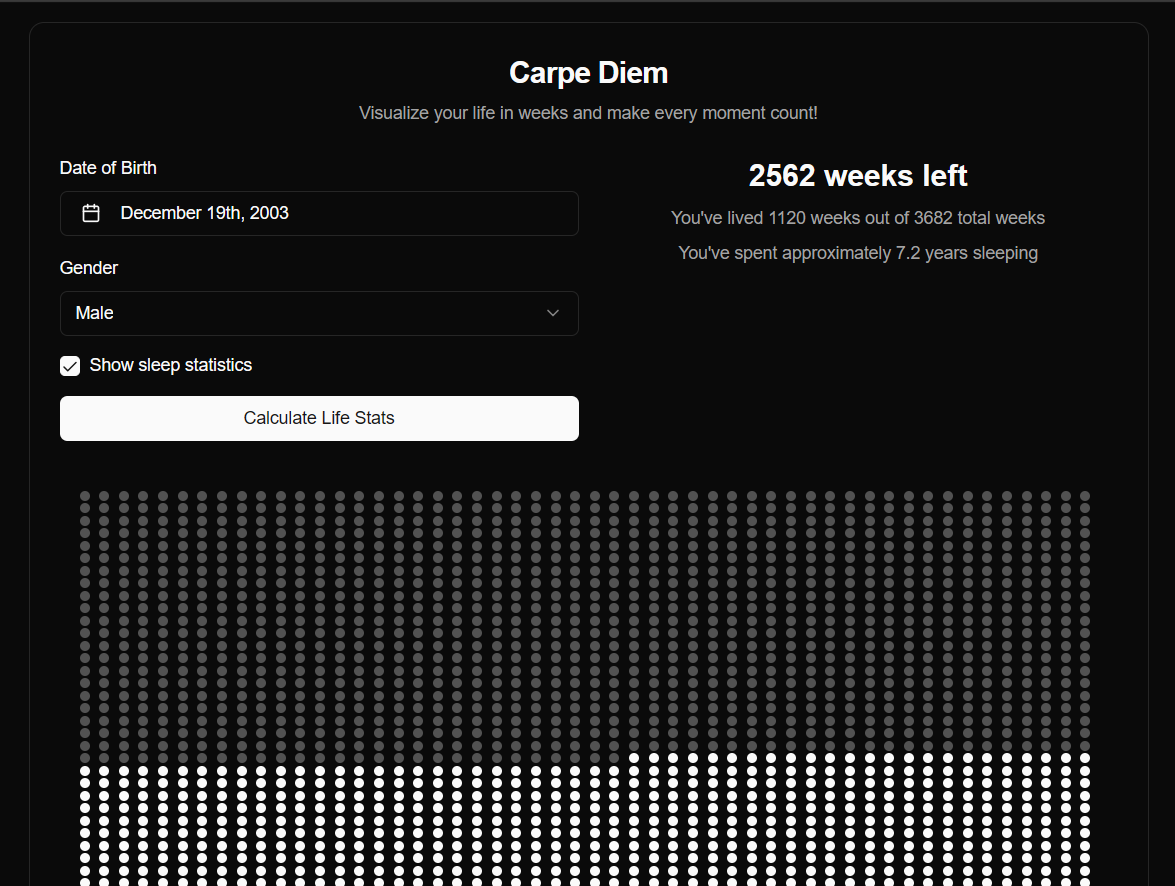 Carpe Diem
Visualize your life in weeks and make every moment count!
Date of Birth
December 19th, 2003
Gender
Male
Show sleep statistics
Calculate Life Stats
2562 weeks left
You've lived 1120 weeks out of 3682 total weeks
You've spent approximately 7.2 years sleeping